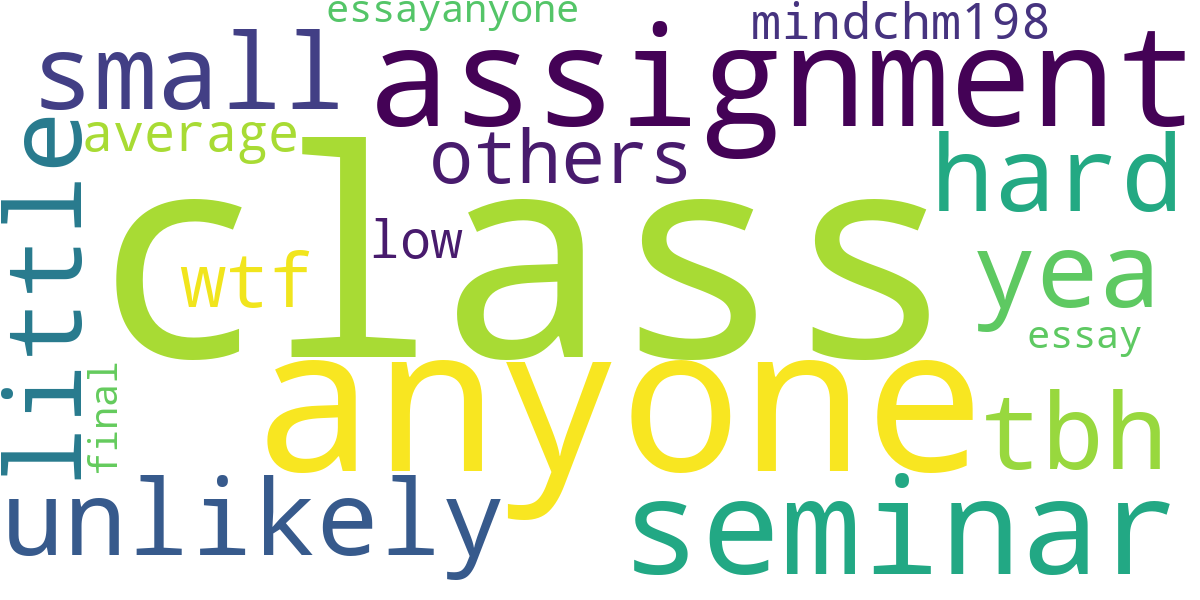 essayanyone
mindchm198
small
assignment
little
average
others
hard
class
low
wtf
yea
essay
anyone
final
tbh
unlikely
seminar